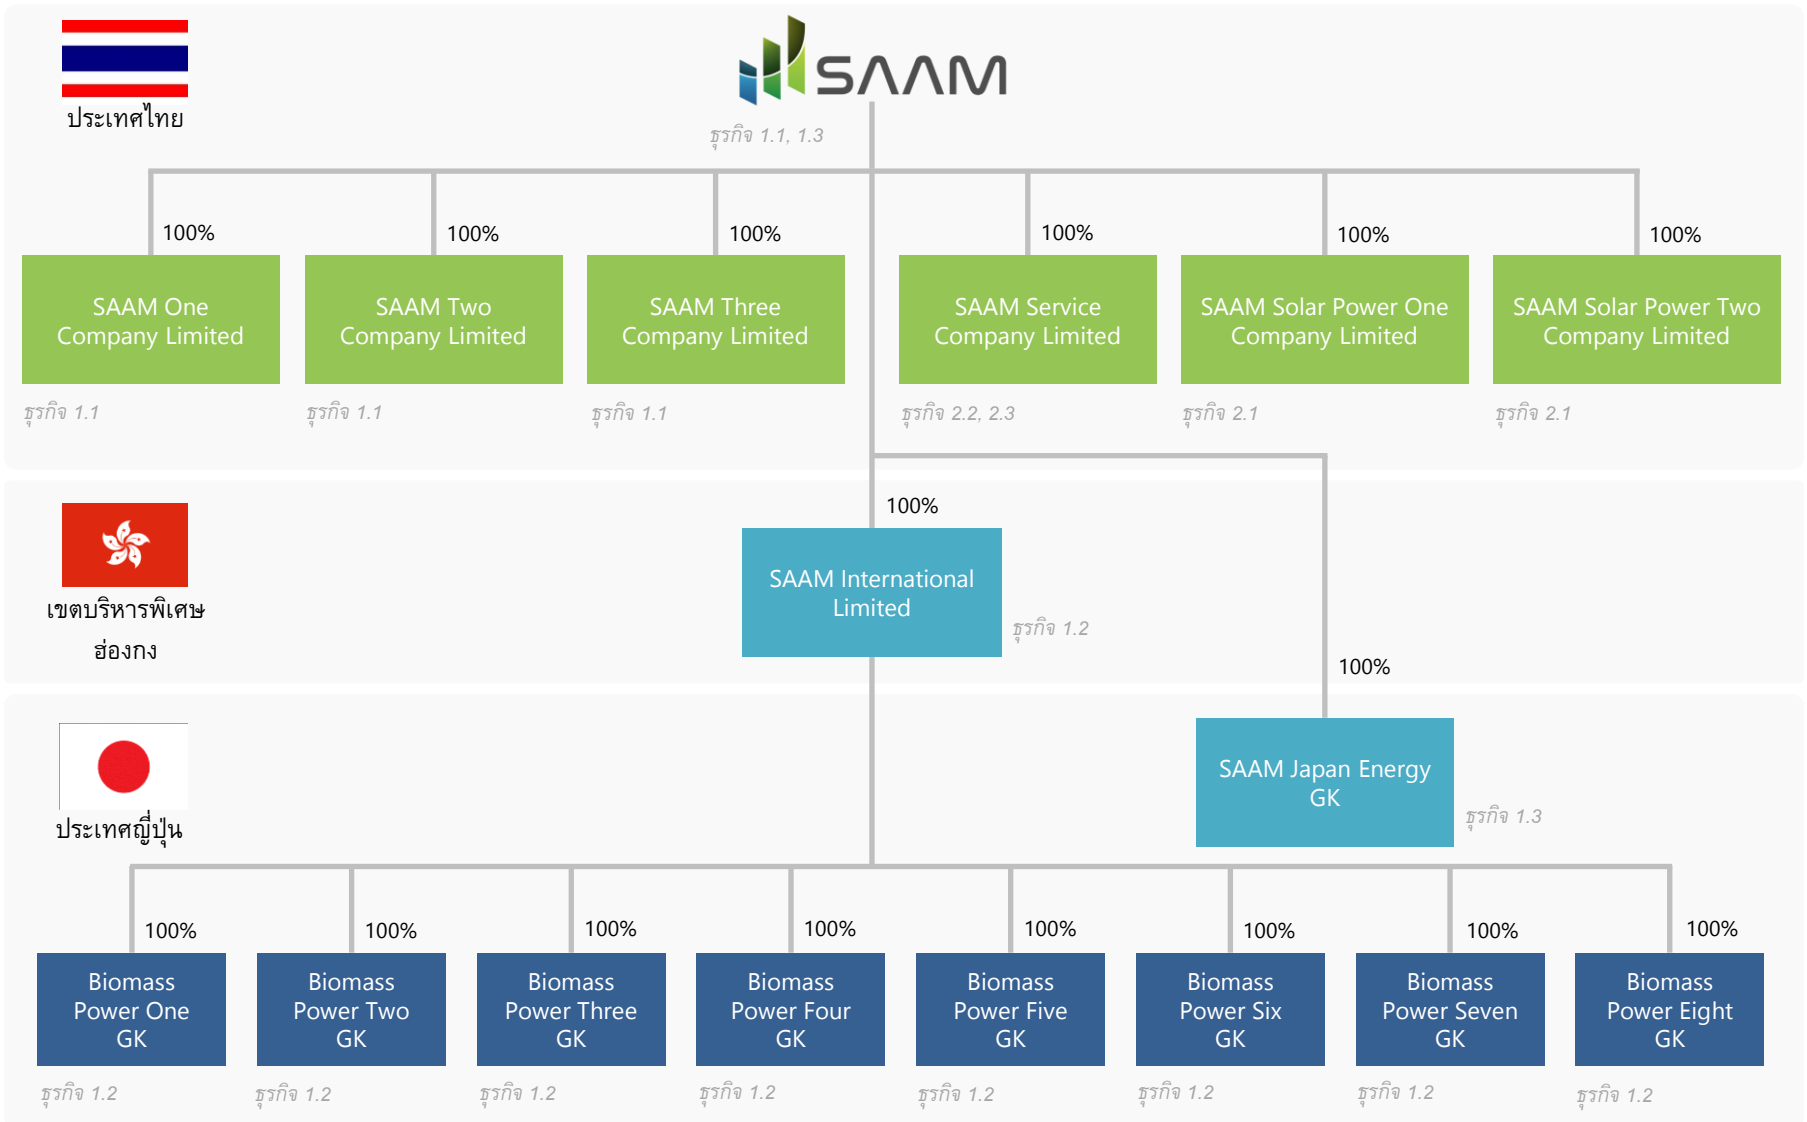 SAAM
ประเทศไทย
ธุรกิจ 1.1, 1.3
100%
100%
100%
100%
100%
100%
SAAM One
Company Limited
SAAM Two
Company Limited
SAAM Three
Company Limited
SAAM Service
Company Limited
SAAM Solar Power One
Company Limited
SAAM Solar Power Two
Company Limited
ธุรกิจ 1.1
ธุรกิจ 1.1
ธุรกิจ 1.1
ธุรกิจ 2.2, 2.3
ธุรกิจ 2.1
ธุรกิจ 2.1
เขตบริหารพิเศษ
ฮ่องกง
100%
SAAM International
Limited
ธุรกิจ 1.2
100%
ประเทศญี่ปุ่น
SAAM Japan Energy
GK
ธุรกิจ 1.3
100%
100%
100%
100%
100%
100%
100%
100%
Biomass
Power One
GK
Biomass
Power Two
GK
Biomass
Power Three
GK
Biomass
Power Four
GK
Biomass
Power Five
GK
Biomass
Power Six
GK
Biomass
Power Seven
GK
Biomass
Power Eight
GK
ธุรกิจ 1.2
ธุรกิจ 1.2
ธุรกิจ 1.2
ธุรกิจ 1.2
ธุรกิจ 1.2
ธุรกิจ 1.2
ธุรกิจ 1.2
ธุรกิจ 1.2